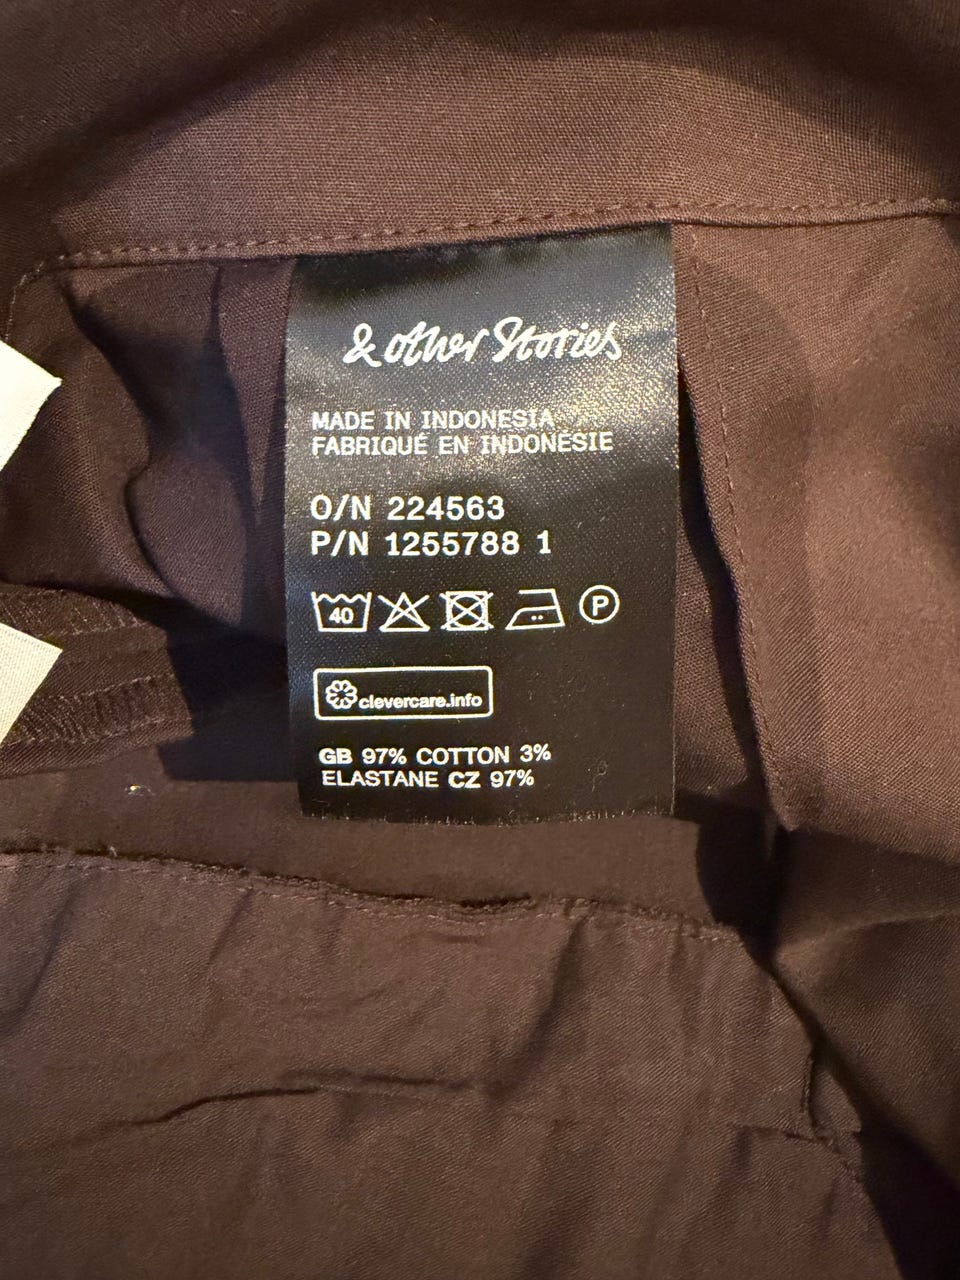 & other Stories
MADE IN INDONESIA
FABRIQUÉ EN INDONÉSIE
O/N 224563
P/N 1255788 1
40 P
clevercare.info
GB 97% COTTON 3%
ELASTANE CZ 97%